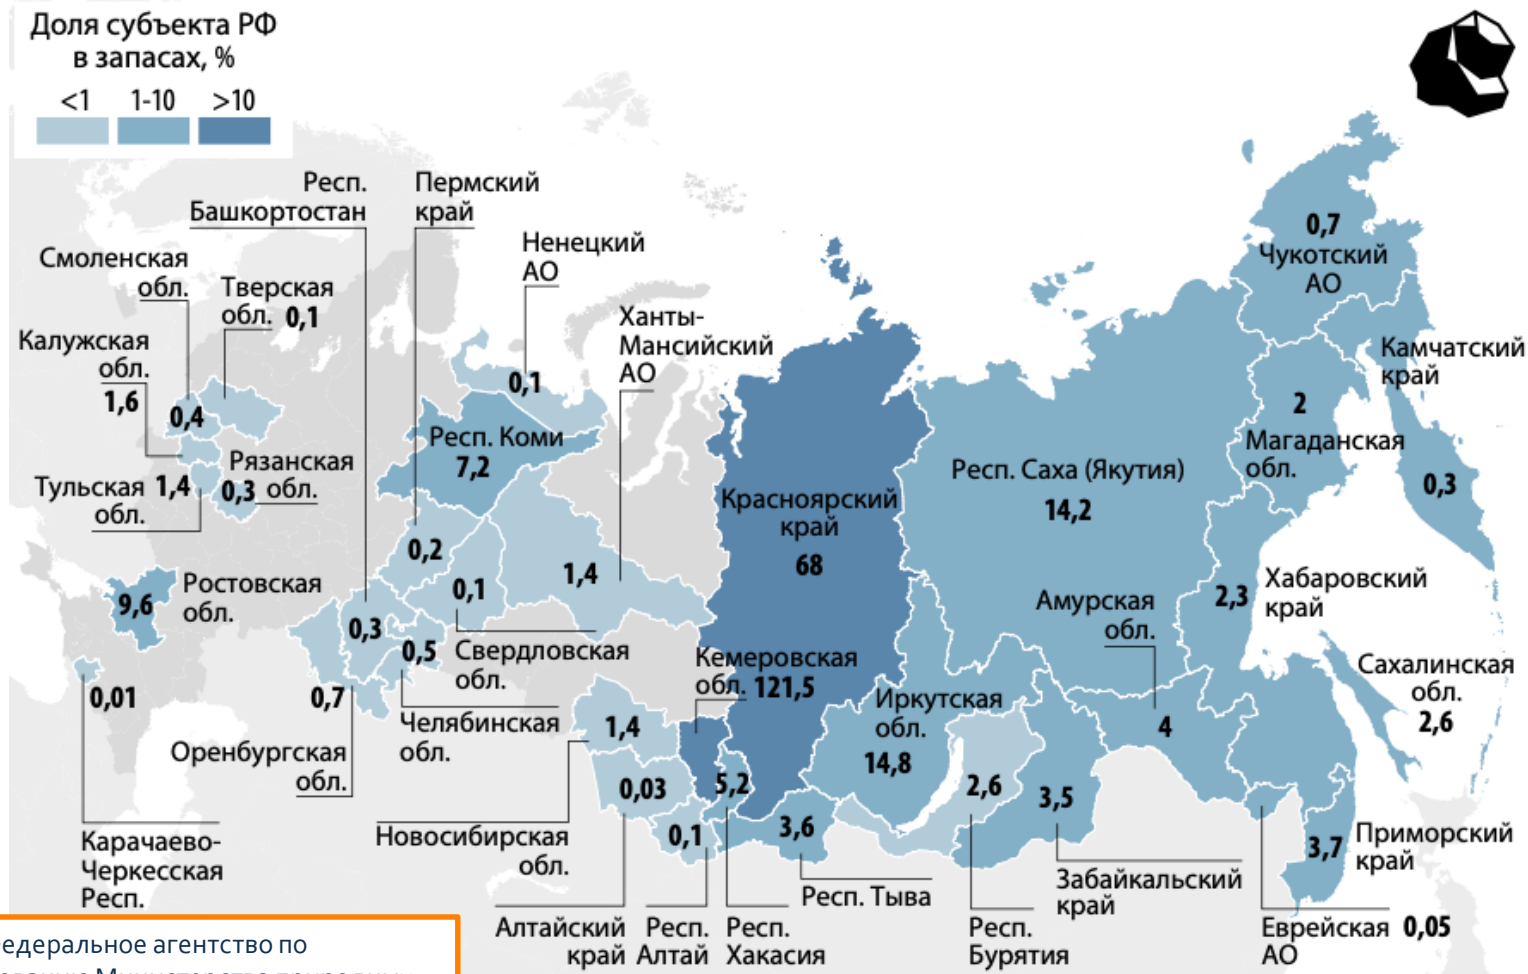 Доля субъекта РФ
в запасах, %
<1 1-10 >10
Респ.
Башкортостан
Пермский
край
Ненецкий
АО
Смоленская
обл.
Тверская
обл. 0,1
Калужская
обл.
1,6
Ханты-
Мансийский
АО
0,7
Чукотский
АО
Камчатский
край
0,1
0,4
2
Магаданская
обл.
Респ. Коми
7,2
Рязанская
0,3 обл.
Тульская 1,4
обл.
Респ. Саха (Якутия)
14,2
0,3
Красноярский
край
68
0,2
1,4
0,1
Ростовская
обл.
9,6
Хабаровский
край
2,3
Амурская
обл.
0,3
0,5
Свердловская
обл.
Кемеровская
обл. 121,5
Сахалинская
обл.
2,6
0,01
0,7
Челябинская
обл.
1,4
Иркутская
обл.
14,8
4
Оренбургская
обл.
0,03
5,2
2,6
3,5
0,1
3,6
3,7
Приморский
край
Новосибирская
обл.
Карачаево-
Черкесская
Респ.
Респ. Тыва
Забайкальский
край
Алтайский
край
Респ.
Алтай
Респ.
Хакасия
Респ.
Бурятия
Еврейская 0,05
АО
едеральное агентство по